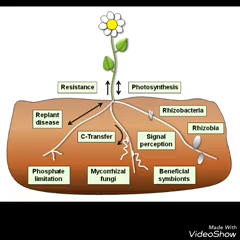 Resistance
Photosynthesis
Replant
disease
Rhizobacteria
C-Transfer
Signal
perception
Rhizobia
Phosphate
limitation
Mycorrhizal
fungi
Beneficial
symbionts
Made With
VideoShow